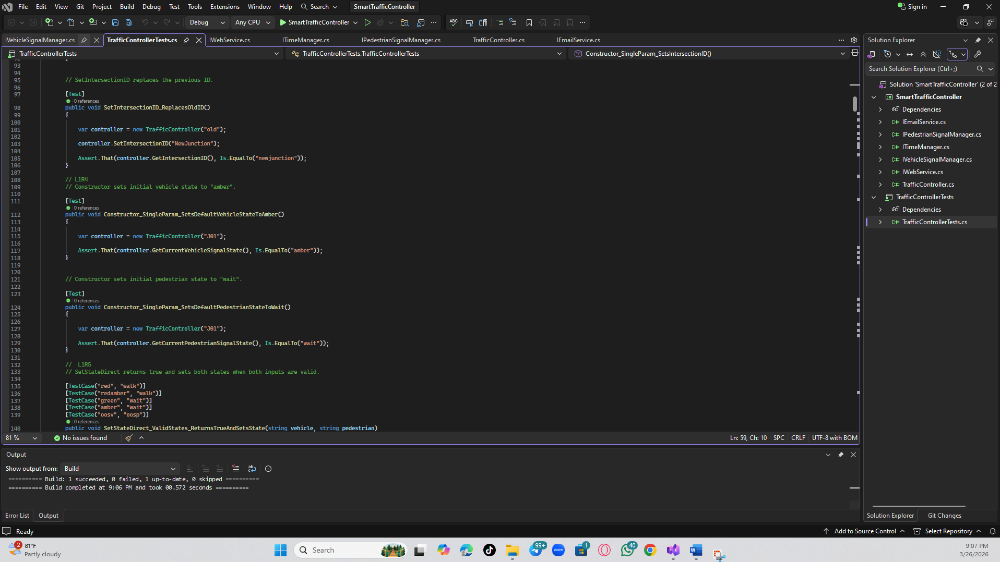 File Edit View Git Project Build Debug Test Tools Extensions Window Help Search SmartTrafficController Sign in
Debug Any CPU SmartTrafficController
IVehicleSignalManager.cs TrafficControllerTests.cs IWebService.cs ITimeManager.cs IPedestrianSignalManager.cs TrafficController.cs IEmailService.cs
TrafficControllerTests TrafficControllerTests.TrafficControllerTests Constructor_SingleParam_SetsIntersectionID()
93
94
95 // SetIntersectionID replaces the previous ID.
96
97 [Test]
0 references
98 public void SetIntersectionID_ReplacesOldID()
99 {
100
101 var controller = new TrafficController("old");
102
103 controller.SetIntersectionID("NewJunction");
104
105 Assert.That(controller.GetIntersectionID(), Is.EqualTo("newjunction"));
106 }
107
108 // L1R4
109 // Constructor sets initial vehicle state to "amber".
110
111 [Test]
0 references
112 public void Constructor_SingleParam_SetsDefaultVehicleStateToAmber()
113 {
114
115 var controller = new TrafficController("J01");
116
117 Assert.That(controller.GetCurrentVehicleSignalState(), Is.EqualTo("amber"));
118 }
119
120
121 // Constructor sets initial pedestrian state to "wait".
122
123 [Test]
0 references
124 public void Constructor_SingleParam_SetsDefaultPedestrianStateToWait()
125 {
126
127 var controller = new TrafficController("J01");
128
129 Assert.That(controller.GetCurrentPedestrianSignalState(), Is.EqualTo("wait"));
130 }
131
132 // L1R5
133 // SetStateDirect returns true and sets both states when both inputs are valid.
134
135 [TestCase("red", "walk")]
136 [TestCase("redamber", "walk")]
137 [TestCase("green", "wait")]
138 [TestCase("amber", "wait")]
139 [TestCase("oosv", "oosp")]
0 references
140 public void SetStateDirect_ValidStates_ReturnsTrueAndSetsState(string vehicle, string pedestrian)
81 % No issues found Ln: 59, Ch: 10 SPC CRLF UTF-8 with BOM
Output
Show output from: Build
========== Build: 1 succeeded, 0 failed, 1 up-to-date, 0 skipped ==========
========== Build completed at 9:06 PM and took 00.572 seconds ==========
Error List Output
Solution Explorer
Search Solution Explorer (Ctrl+;)
Solution 'SmartTrafficController' (2 of 2
SmartTrafficController
Dependencies
C# IEmailService.cs
C# IPedestrianSignalManager.cs
C# ITimeManager.cs
C# IVehicleSignalManager.cs
C# IWebService.cs
C# TrafficController.cs
TrafficControllerTests
Dependencies
C# TrafficControllerTests.cs
Solution Explorer Git Changes
Ready Add to Source Control Select Repository
2 81°F
Partly cloudy
Search
99+
zoom
1
40
9:07 PM
3/26/2026